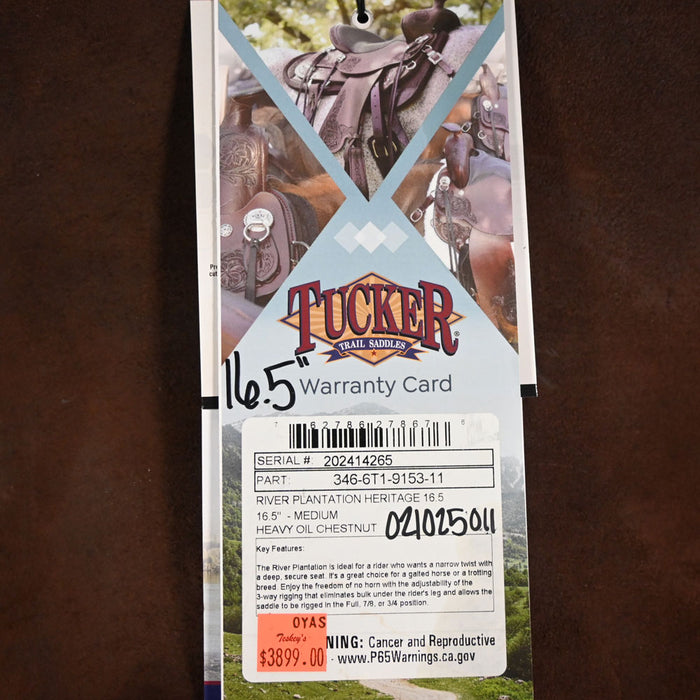 TUCKER
TRAIL SADDLES
16.5"
Warranty Card
7 62786 27867 6
SERIAL #: 202414265
PART: 346-6T1-9153-11
RIVER PLANTATION HERITAGE 16.5
16.5" - MEDIUM
HEAVY OIL CHESTNUT
021025011
Key Features:
The River Plantation is ideal for a rider who wants a narrow twist with
a deep, secure seat. It's a great choice for a gaited horse or a trotting
breed. Enjoy the freedom of no horn with the adjustability of the
3-way rigging that eliminates bulk under the rider's leg and allows the
saddle to be rigged in the Full, 7/8, or 3/4 position.
OYAS
Teskey's
$3899.00
NING: Cancer and Reproductive
- www.P65Warnings.ca.gov